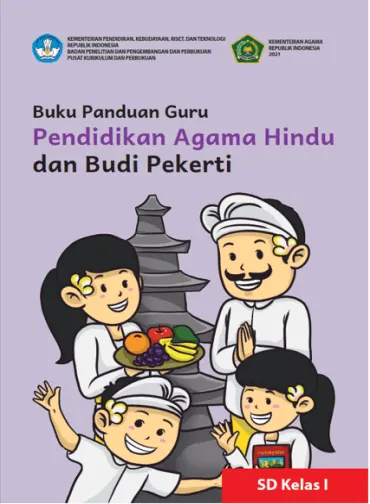 KEMENTERIAN PENDIDIKAN, KEBUDAYAAN, RISET, DAN TEKNOLOGI
REPUBLIK INDONESIA
BADAN PENELITIAN DAN PENGEMBANGAN DAN PERBUKUAN
PUSAT KURIKULUM DAN PERBUKUAN
KEMENTERIAN AGAMA
REPUBLIK INDONESIA
2021
Buku Panduan Guru
Pendidikan Agama Hindu
dan Budi Pekerti
SD Kelas I